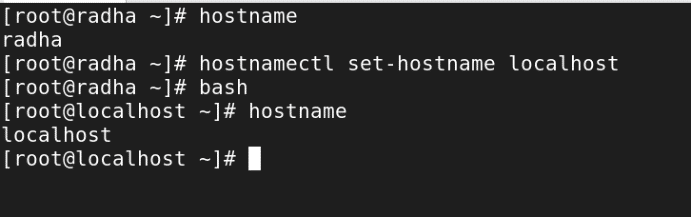 [root@radha ~]# hostname
radha
[root@radha ~]# hostnamectl set-hostname localhost
[root@radha ~]# bash
[root@localhost ~]# hostname
localhost
[root@localhost ~]#